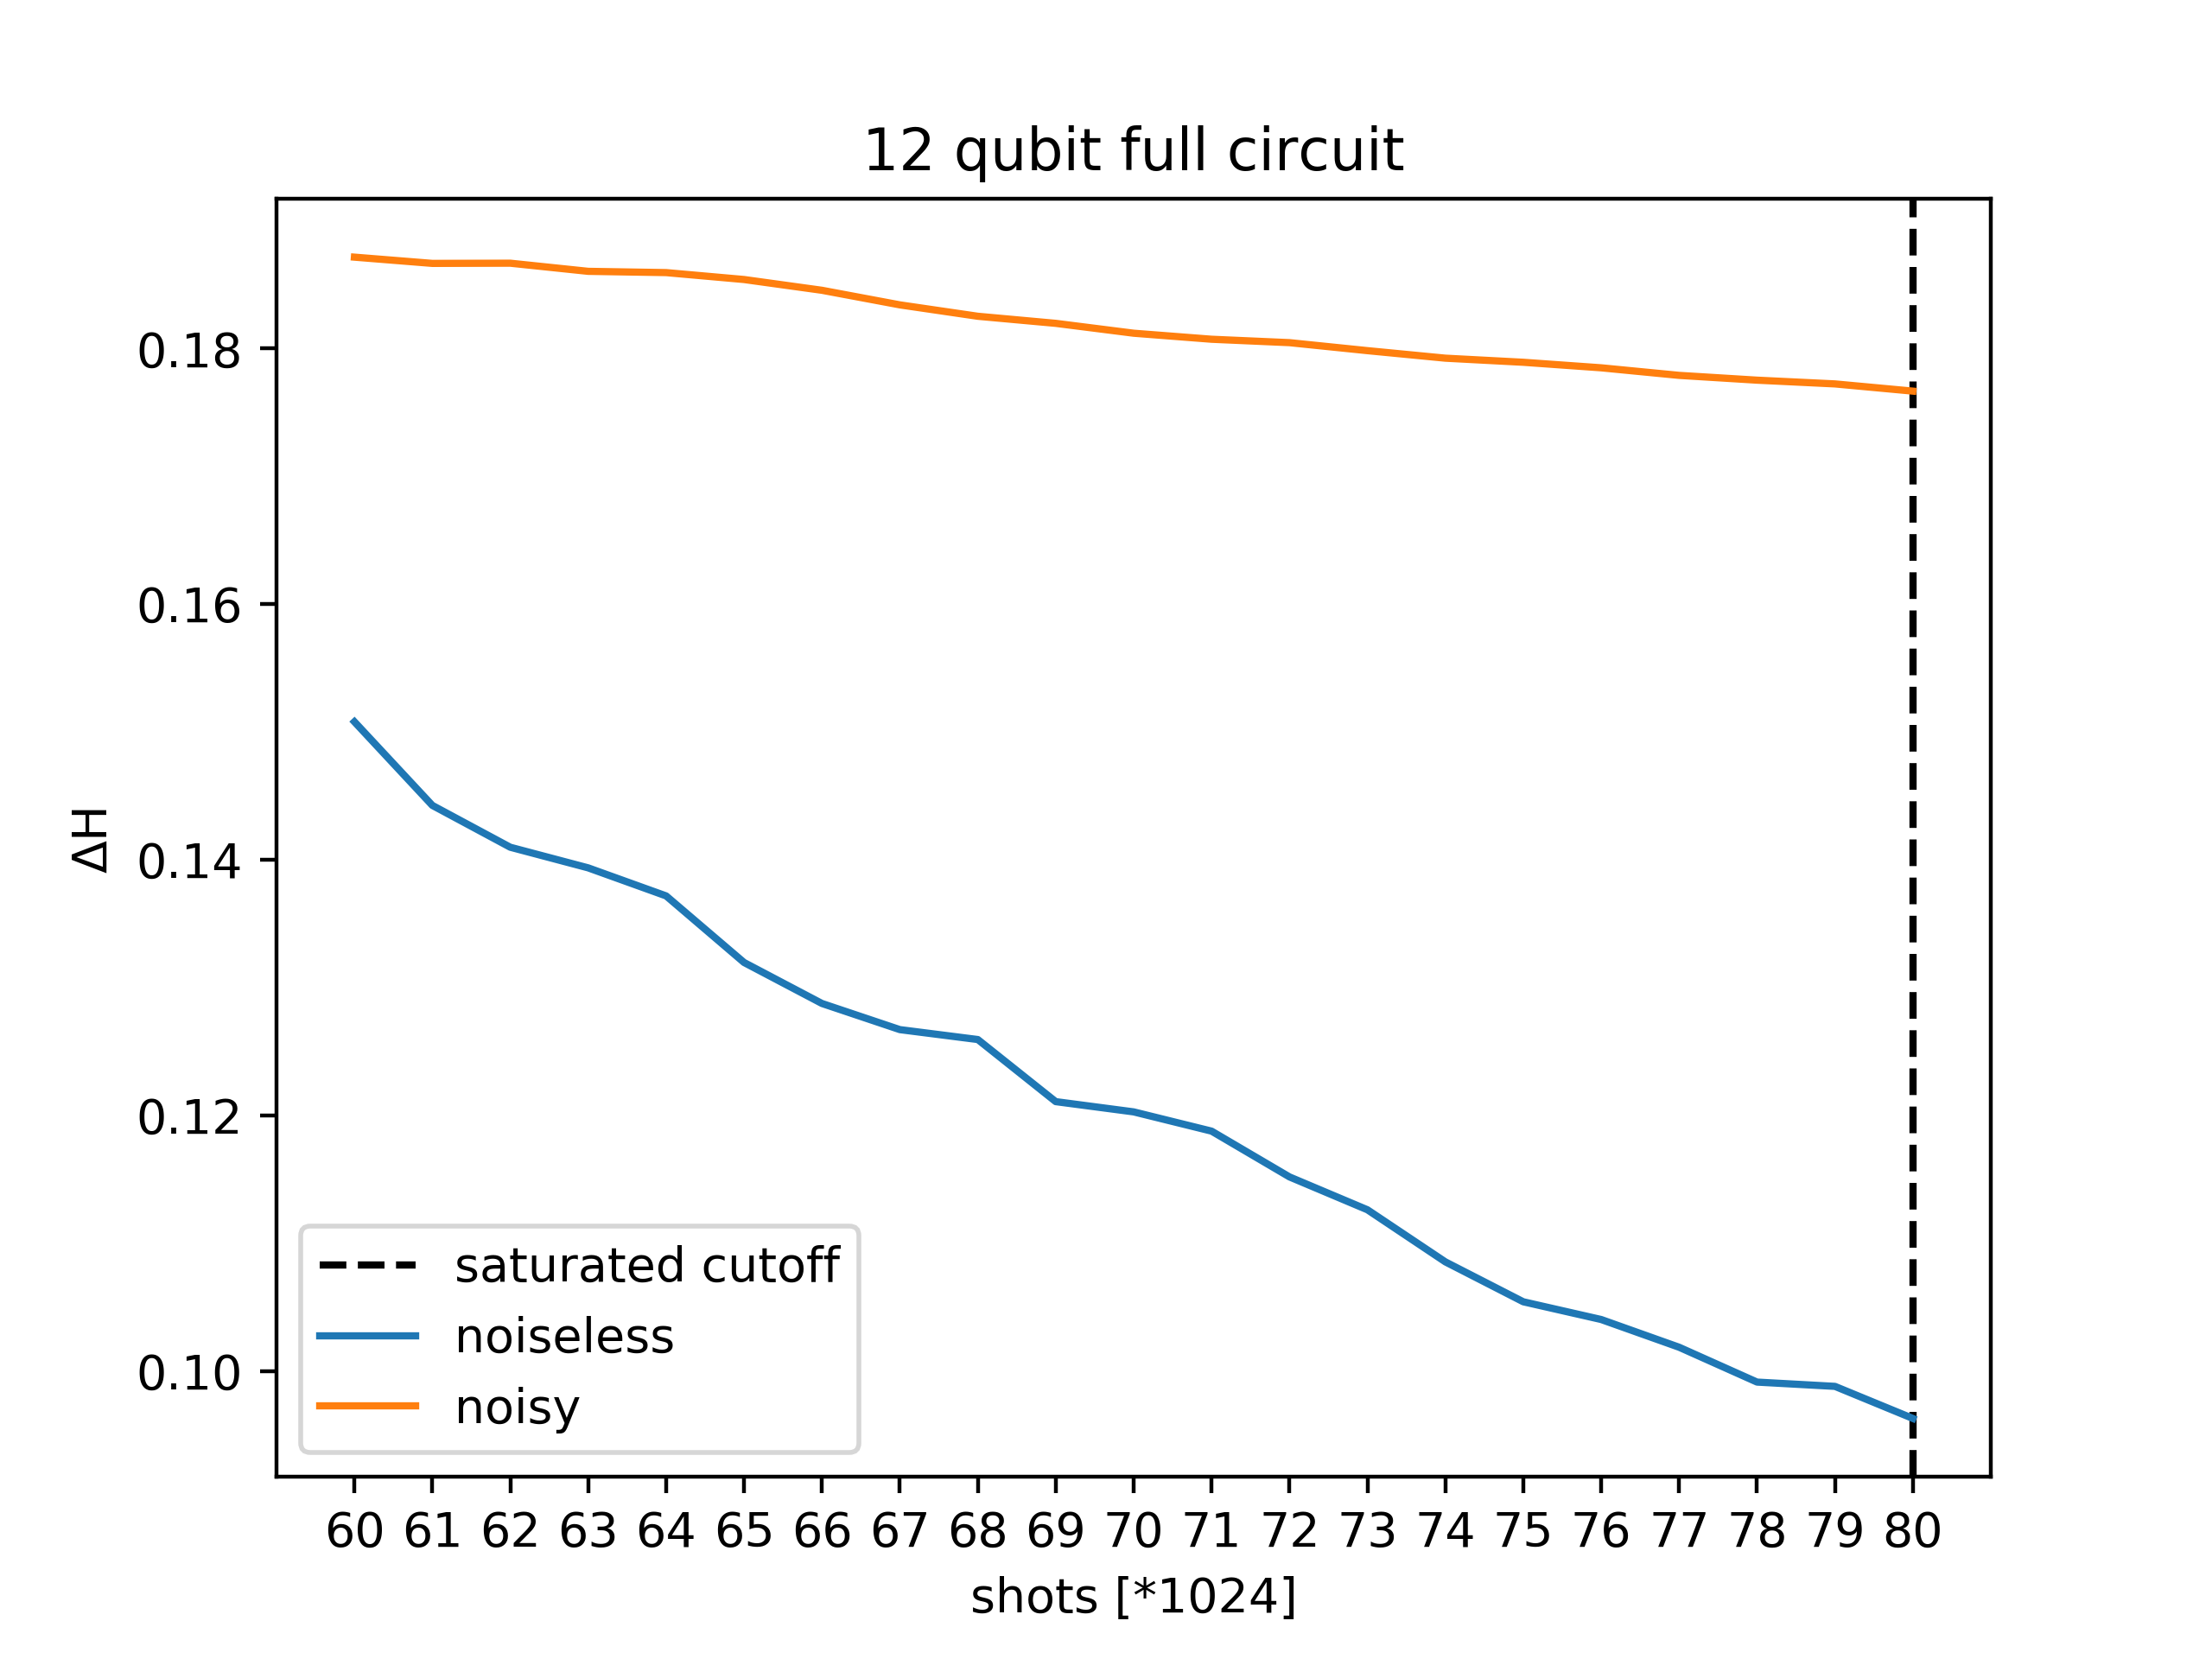 12 qubit full circuit
ΔH
0.18
0.16
0.14
0.12
0.10
saturated cutoff
noiseless
noisy
60 61 62 63 64 65 66 67 68 69 70 71 72 73 74 75 76 77 78 79 80
shots [*1024]